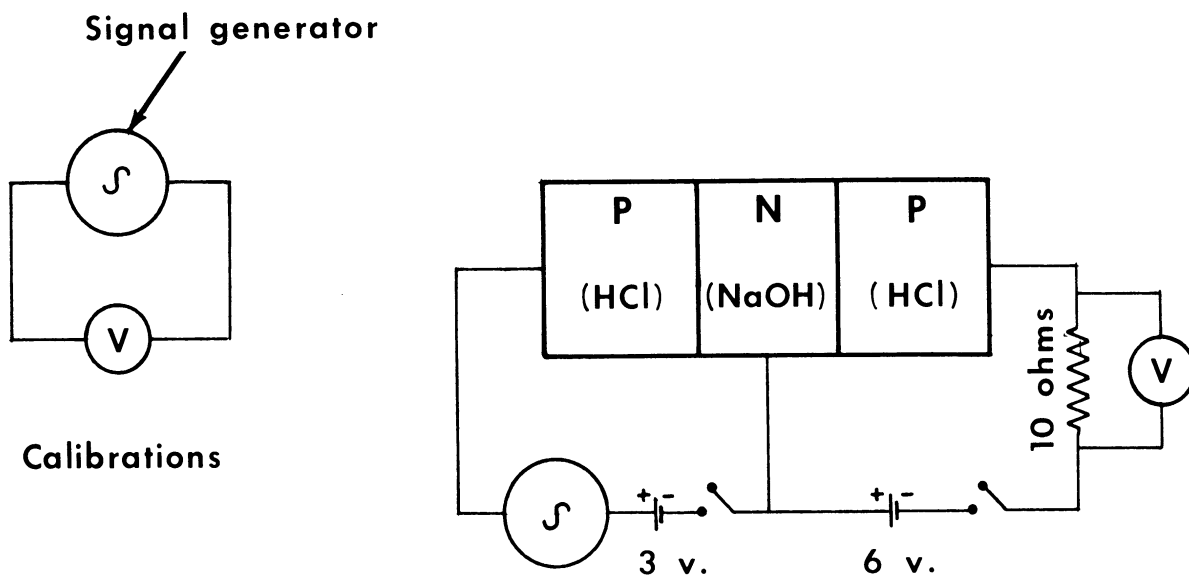 Signal generator
V
Calibrations
P N P
(HCl) (NaOH) (HCl)
10 ohms
V
+ -
+ -
3 v.
6 v.